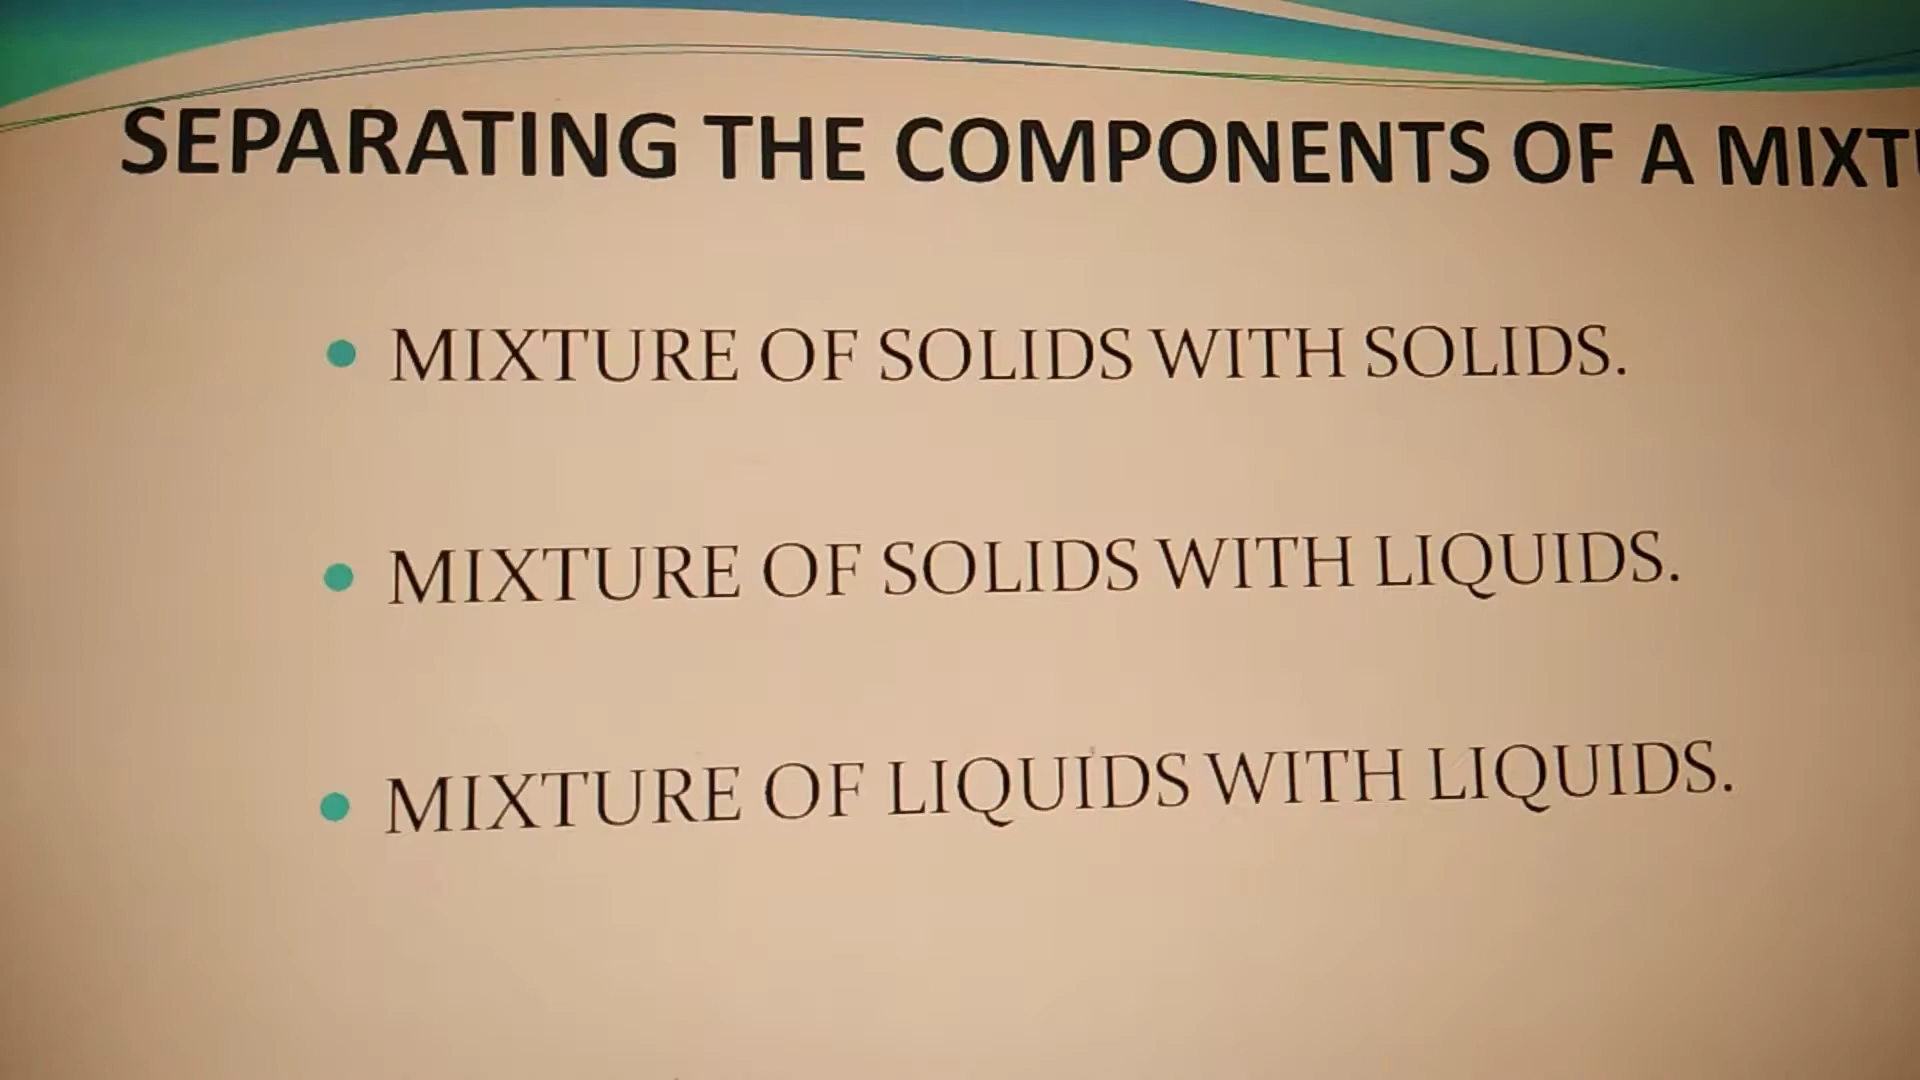 SEPARATING THE COMPONENTS OF A MIXTU
MIXTURE OF SOLIDS WITH SOLIDS.
MIXTURE OF SOLIDS WITH LIQUIDS.
MIXTURE OF LIQUIDS WITH LIQUIDS.